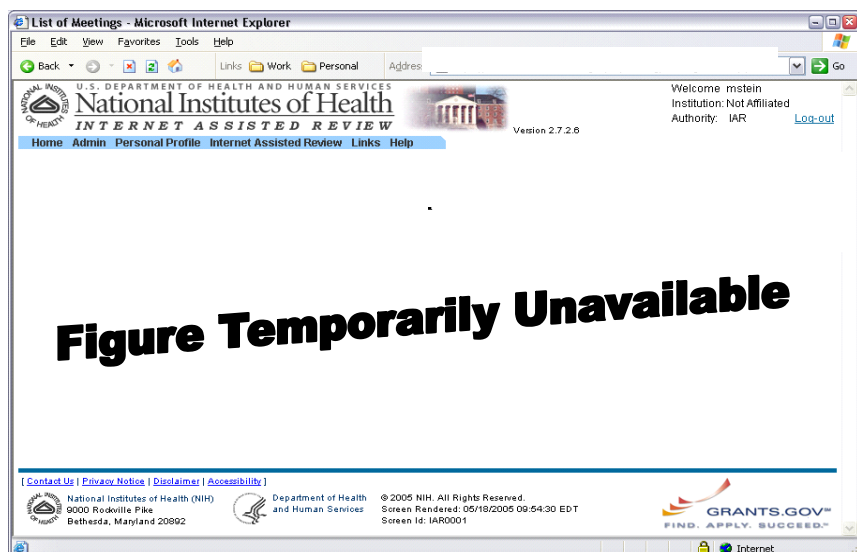 List of Meetings - Microsoft Internet Explorer
File Edit View Favorites Tools Help
Back Links Work Personal Address Go
U.S. DEPARTMENT OF HEALTH AND HUMAN SERVICES
National Institutes of Health
INTERNET ASSISTED REVIEW
Version 2.7.2.6
Welcome mstein
Institution: Not Affiliated
Authority: IAR Log-out
Home Admin Personal Profile Internet Assisted Review Links Help
Figure Temporarily Unavailable
[ Contact Us | Privacy Notice | Disclaimer | Accessibility ]
National Institutes of Health (NIH)
9000 Rockville Pike
Bethesda, Maryland 20892
Department of Health
and Human Services
© 2005 NIH. All Rights Reserved.
Screen Rendered: 05/18/2005 09:54:30 EDT
Screen Id: IAR0001
GRANTS.GOV℠
FIND. APPLY. SUCCEED.℠
Internet